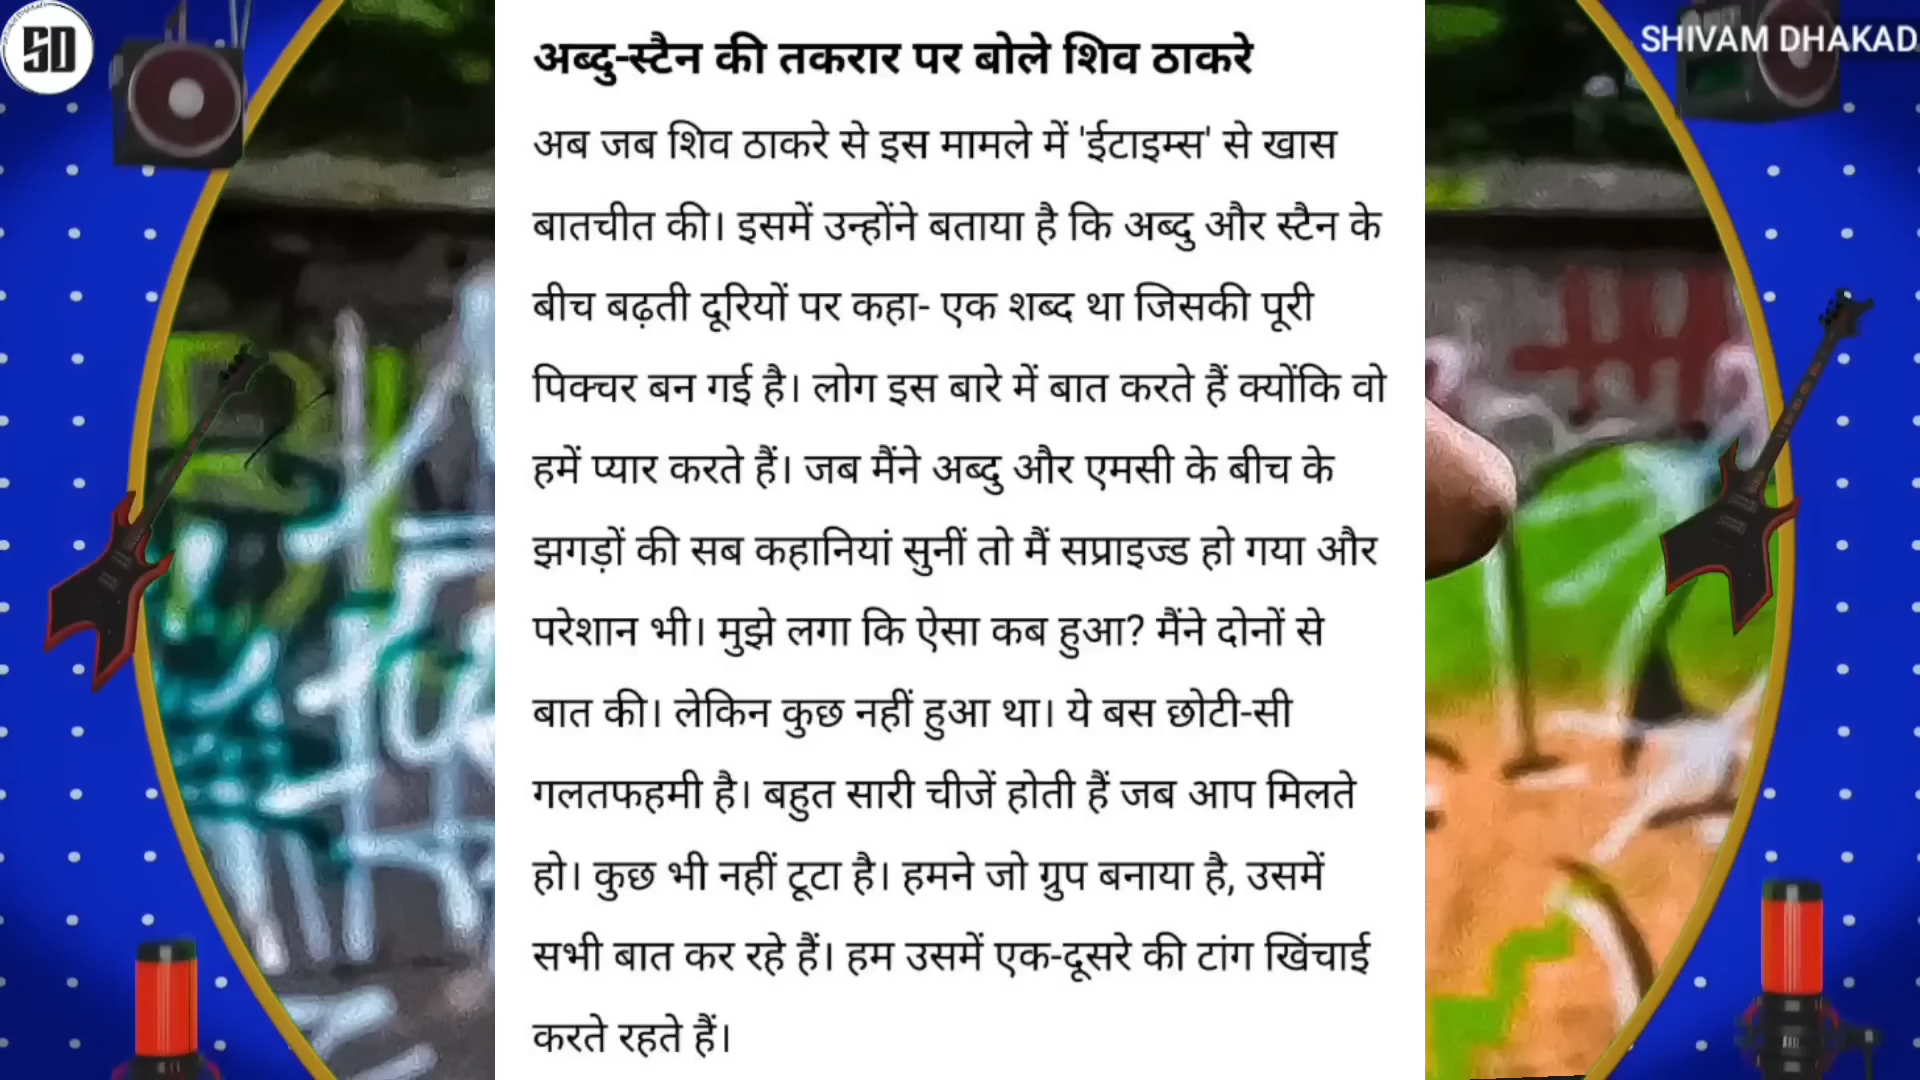 SD
SHIVAM DHAKAD
अब्दु-स्टैन की तकरार पर बोले शिव ठाकरे
अब जब शिव ठाकरे से इस मामले में 'ईटाइम्स' से खास
बातचीत की। इसमें उन्होंने बताया है कि अब्दु और स्टैन के
बीच बढ़ती दूरियों पर कहा- एक शब्द था जिसकी पूरी
पिक्चर बन गई है। लोग इस बारे में बात करते हैं क्योंकि वो
हमें प्यार करते हैं। जब मैंने अब्दु और एमसी के बीच के
झगड़ों की सब कहानियां सुनीं तो मैं सप्राइज्ड हो गया और
परेशान भी। मुझे लगा कि ऐसा कब हुआ? मैंने दोनों से
बात की। लेकिन कुछ नहीं हुआ था। ये बस छोटी-सी
गलतफहमी है। बहुत सारी चीजें होती हैं जब आप मिलते
हो। कुछ भी नहीं टूटा है। हमने जो ग्रुप बनाया है, उसमें
सभी बात कर रहे हैं। हम उसमें एक-दूसरे की टांग खिंचाई
करते रहते हैं।